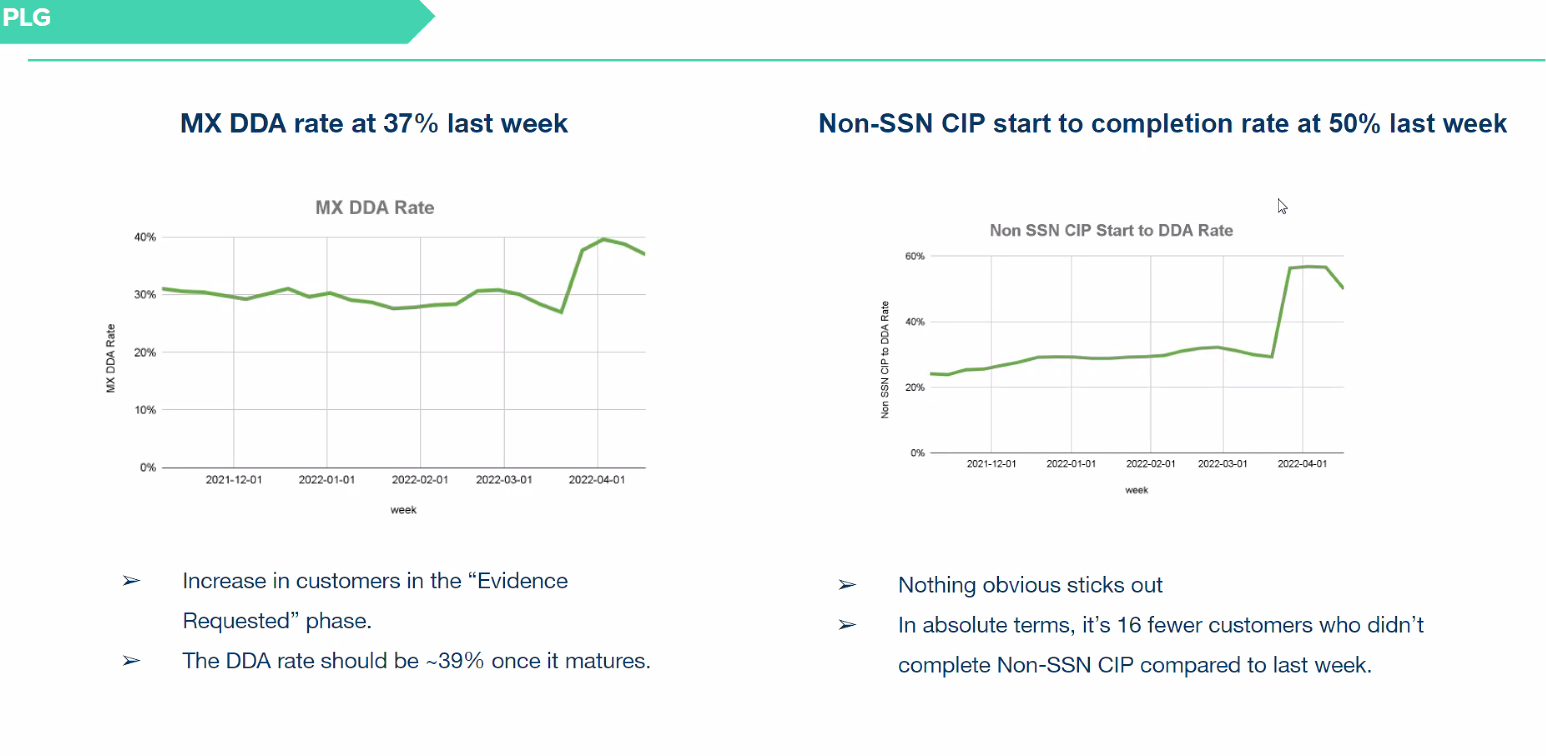 PLG
MX DDA rate at 37% last week
MX DDA Rate
40%
30%
20%
10%
0%
MX DDA Rate
2021-12-01 2022-01-01 2022-02-01 2022-03-01 2022-04-01
week
➢ Increase in customers in the “Evidence
Requested” phase.
➢ The DDA rate should be ~39% once it matures.
Non-SSN CIP start to completion rate at 50% last week
Non SSN CIP Start to DDA Rate
60%
40%
20%
0%
Non SSN CIP to DDA Rate
2021-12-01 2022-01-01 2022-02-01 2022-03-01 2022-04-01
week
➢ Nothing obvious sticks out
➢ In absolute terms, it’s 16 fewer customers who didn’t
complete Non-SSN CIP compared to last week.